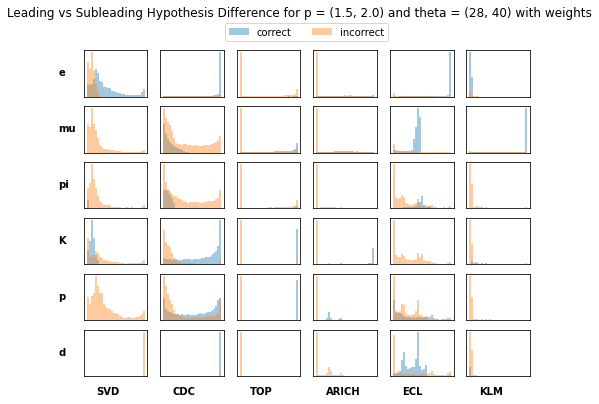 Leading vs Subleading Hypothesis Difference for p = (1.5, 2.0) and theta = (28, 40) with weights
correct incorrect
e
mu
pi
K
p
d
SVD CDC TOP ARICH ECL KLM